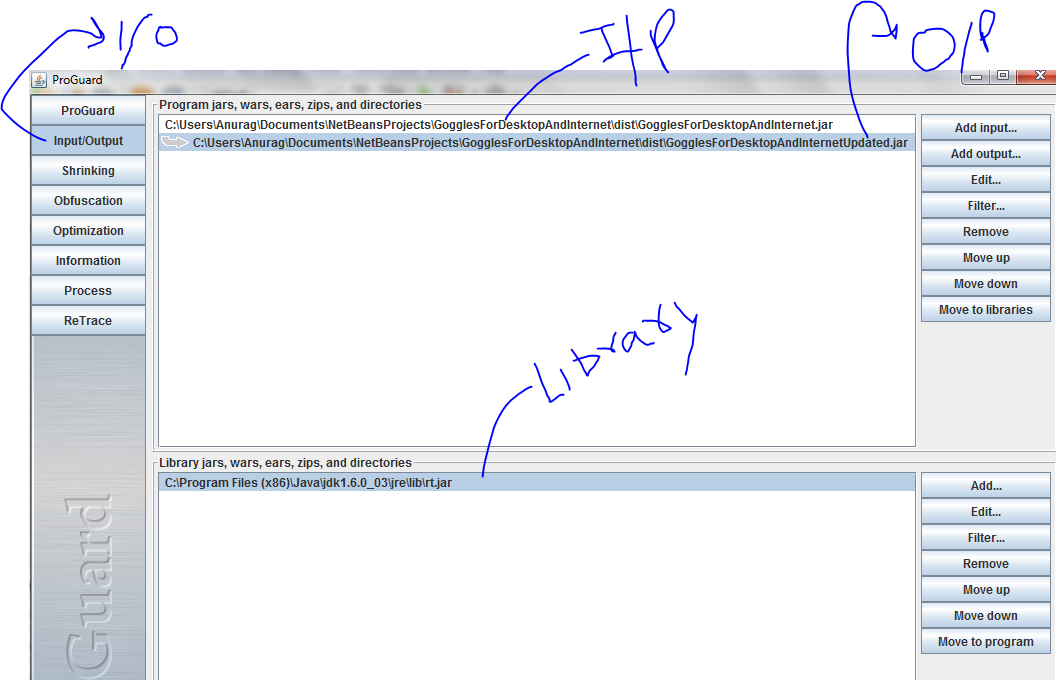 I/O
I/P
O/P
ProGuard
ProGuard
Input/Output
Shrinking
Obfuscation
Optimization
Information
Process
ReTrace
Guard
Program jars, wars, ears, zips, and directories
C:\Users\Anurag\Documents\NetBeansProjects\GogglesForDesktopAndInternet\dist\GogglesForDesktopAndInternet.jar
C:\Users\Anurag\Documents\NetBeansProjects\GogglesForDesktopAndInternet\dist\GogglesForDesktopAndInternetUpdated.jar
Add input...
Add output...
Edit...
Filter...
Remove
Move up
Move down
Move to libraries
Library
Library jars, wars, ears, zips, and directories
C:\Program Files (x86)\Java\jdk1.6.0_03\jre\lib\rt.jar
Add...
Edit...
Filter...
Remove
Move up
Move down
Move to program